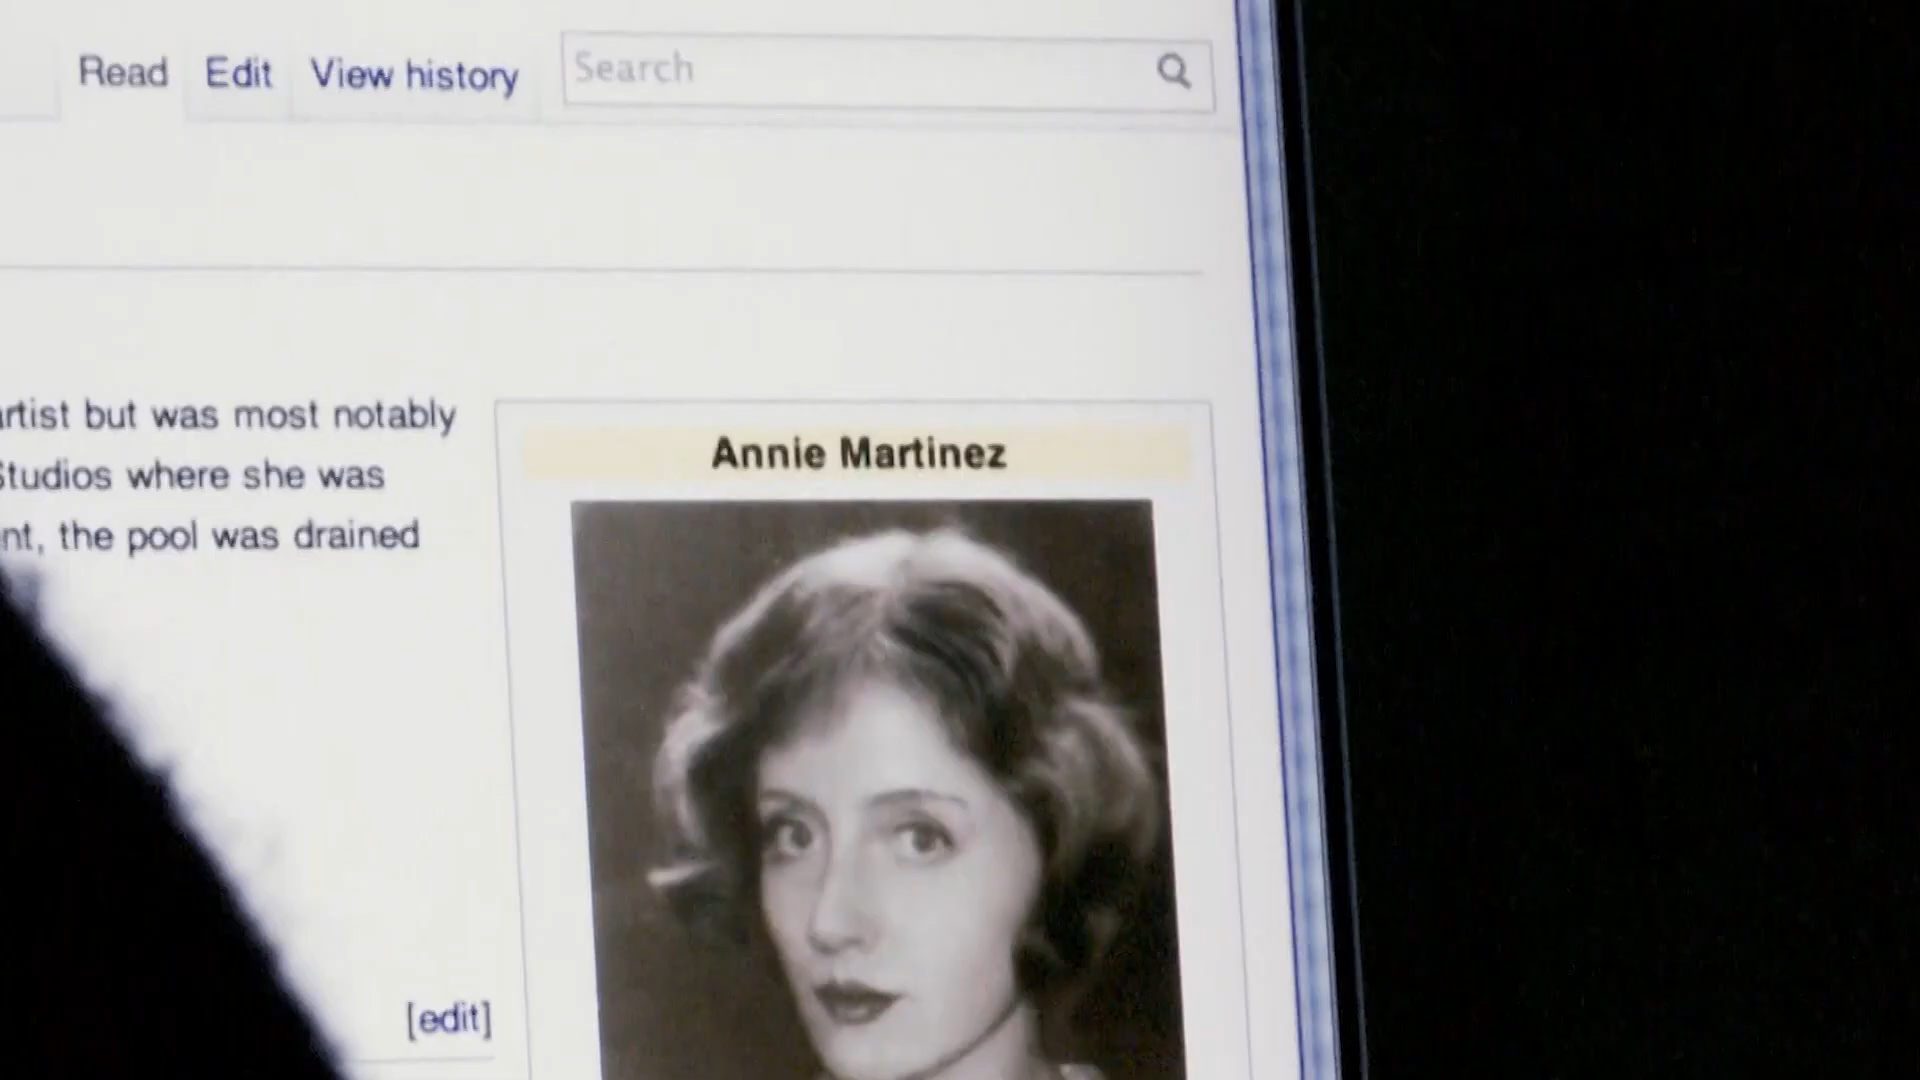 Read Edit View history Search
artist but was most notably
Studios where she was
nt, the pool was drained
Annie Martinez
[edit]